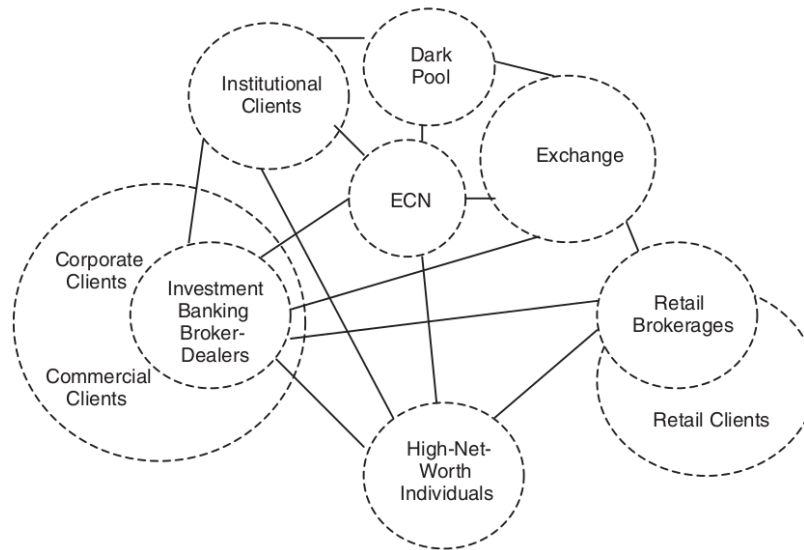 Dark
Pool
Institutional
Clients
Exchange
ECN
Corporate
Clients
Investment
Banking
Broker-
Dealers
Retail
Brokerages
Commercial
Clients
Retail Clients
High-Net-
Worth
Individuals